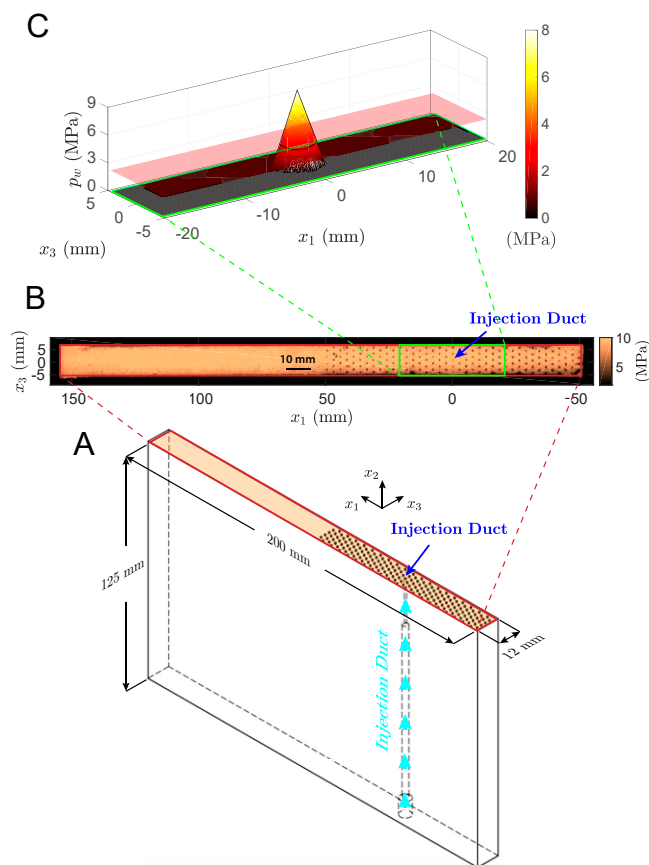 C
8
6
4
2
0
(MPa)
9
6
3
0
p_w (MPa)
5
0
-5
x_3 (mm)
-20
-10
0
10
20
x_1 (mm)
B
Injection Duct
x_3 (mm)
5
0
-5
10 mm
10
5
(MPa)
150
100
50
0
-50
x_1 (mm)
A
x_2
x_1
x_3
Injection Duct
200 mm
125 mm
12 mm
Injection Duct